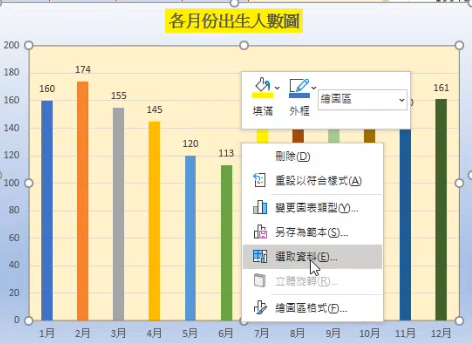 各月份出生人數圖
200
180
160
140
120
100
80
60
40
20
0
160
174
155
145
120
113
161
填滿
外框
繪圖區
刪除(D)
重設以符合樣式(A)
變更圖表類型(Y)...
另存為範本(S)...
選取資料(E)...
立體旋轉(R)...
繪圖區格式(F)...
1月 2月 3月 4月 5月 6月 7月 8月 9月 10月 11月 12月